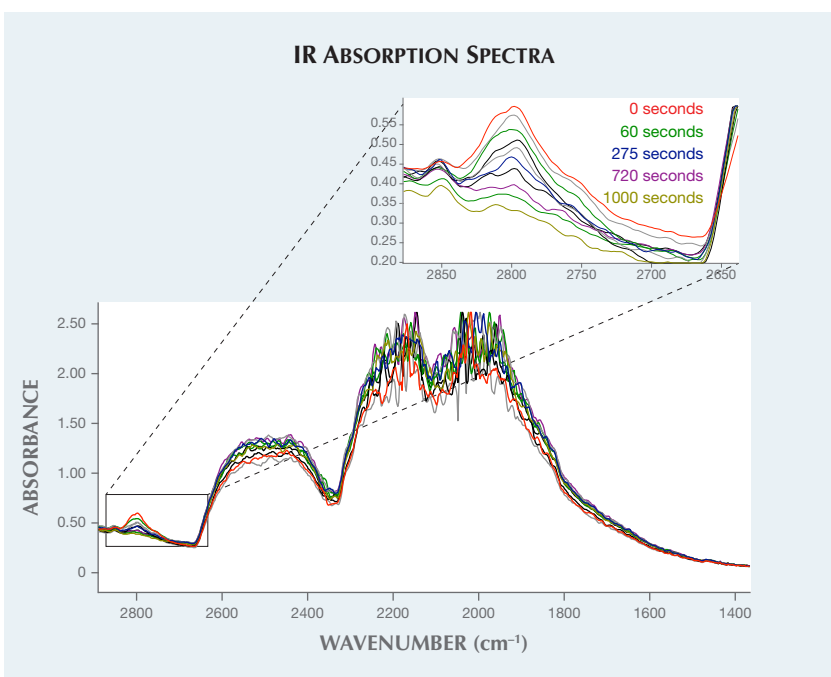 IR ABSORPTION SPECTRA
0 seconds
60 seconds
275 seconds
720 seconds
1000 seconds
0.55
0.50
0.45
0.40
0.35
0.30
0.25
0.20
2850 2800 2750 2700 2650
2.50
2.00
1.50
1.00
0.50
0
ABSORBANCE
2800 2600 2400 2200 2000 1800 1600 1400
WAVENUMBER (cm⁻¹)